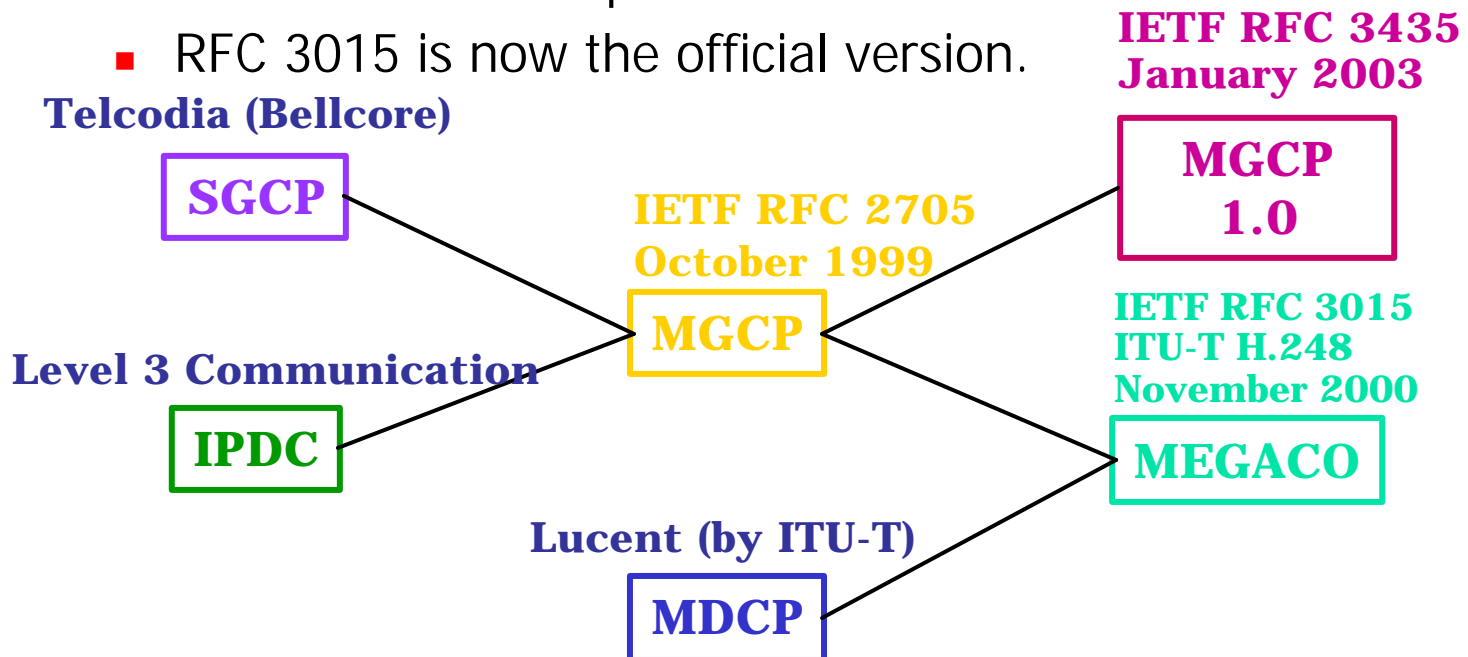 RFC 3015 is now the official version.
IETF RFC 3435
January 2003
Telcodia (Bellcore)
SGCP
MGCP
1.0
IETF RFC 2705
October 1999
MGCP
IETF RFC 3015
ITU-T H.248
November 2000
Level 3 Communication
IPDC
MEGACO
Lucent (by ITU-T)
MDCP